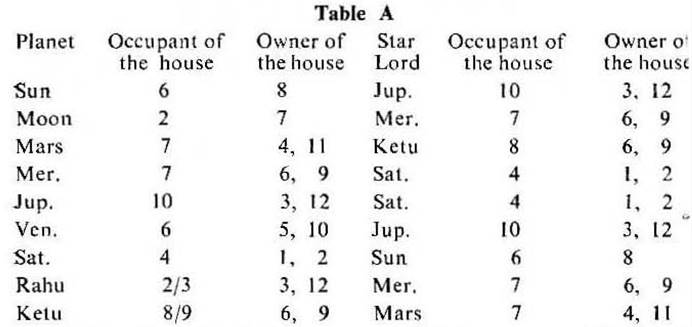 Table A
Planet Occupant of Owner of Star Occupant of Owner of
the house the house Lord the house the house
Sun 6 8 Jup. 10 3, 12
Moon 2 7 Mer. 7 6, 9
Mars 7 4, 11 Ketu 8 6, 9
Mer. 7 6, 9 Sat. 4 1, 2
Jup. 10 3, 12 Sat. 4 1, 2
Ven. 6 5, 10 Jup. 10 3, 12
Sat. 4 1, 2 Sun 6 8
Rahu 2/3 3, 12 Mer. 7 6, 9
Ketu 8/9 6, 9 Mars 7 4, 11